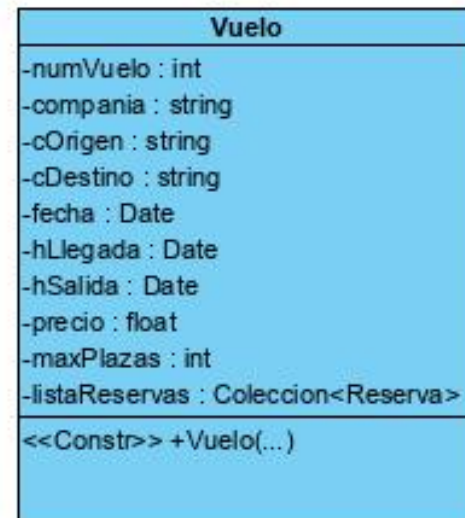 Vuelo
-numVuelo : int
-compania : string
-cOrigen : string
-cDestino : string
-fecha : Date
-hLlegada : Date
-hSalida : Date
-precio : float
-maxPlazas : int
-listaReservas : Coleccion<Reserva>
<<Constr>> +Vuelo(...)